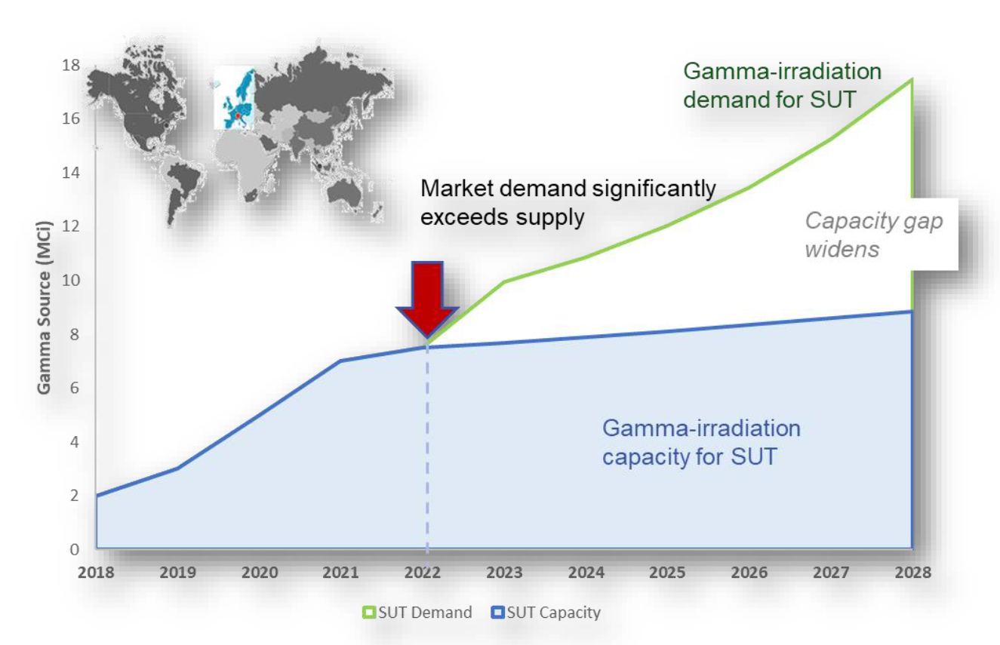 18
Gamma-irradiation
demand for SUT
16
14
Market demand significantly
exceeds supply
Capacity gap
widens
12
Gamma Source (MCi)
10
8
6
Gamma-irradiation
capacity for SUT
4
2
0
2018 2019 2020 2021 2022 2023 2024 2025 2026 2027 2028
SUT Demand SUT Capacity